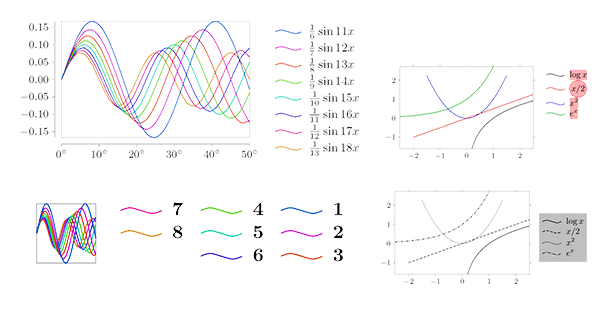 0.15
0.10
0.05
0.00
−0.05
−0.10
−0.15
0° 10° 20° 30° 40° 50°
1/6 sin 11x
1/7 sin 12x
1/8 sin 13x
1/9 sin 14x
1/10 sin 15x
1/11 sin 16x
1/12 sin 17x
1/13 sin 18x
2
1
0
−1
−2 −1 0 1 2
log x
x/2
x²
eˣ
7 4 1
8 5 2
6 3
2
1
0
−1
−2 −1 0 1 2
log x
x/2
x²
eˣ